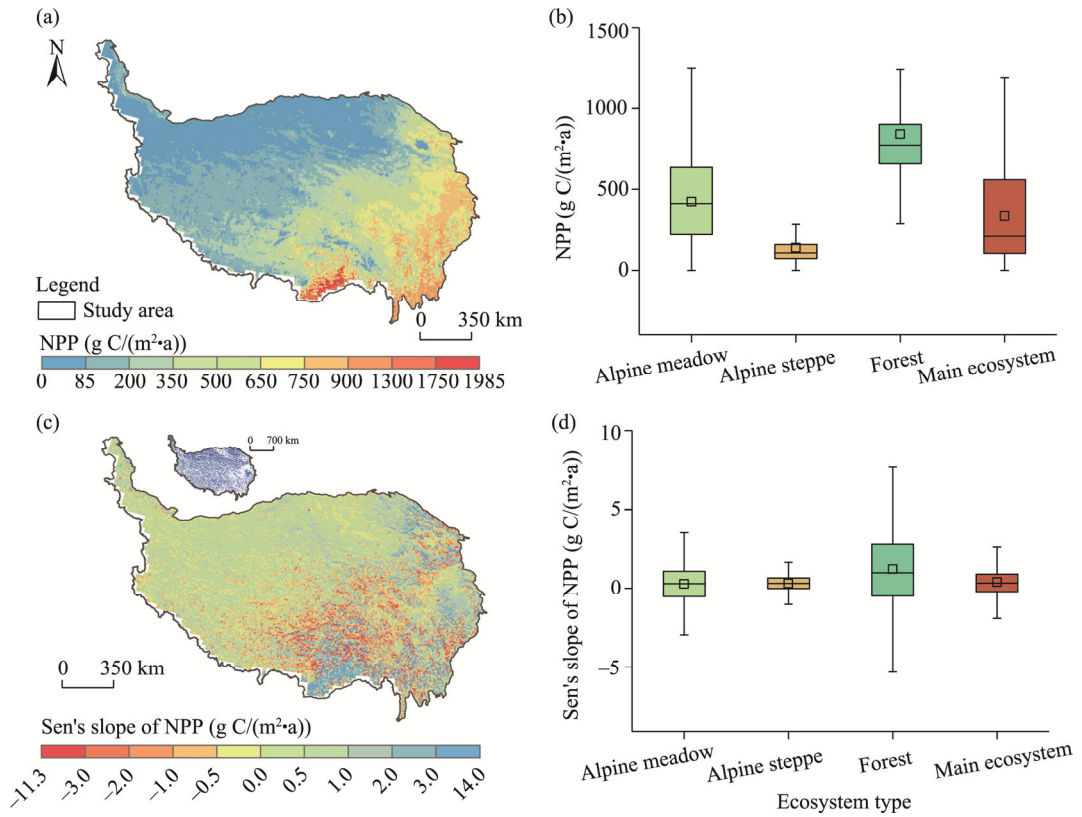 (a)
N
Legend
Study area
0 350 km
NPP (g C/(m²•a))
0 85 200 350 500 650 750 900 1300 1750 1985
(b)
NPP (g C/(m²•a))
1500
1000
500
0
Alpine meadow
Alpine steppe
Forest
Main ecosystem
(c)
0 700 km
0 350 km
Sen's slope of NPP (g C/(m²•a))
−11.3 −3.0 −2.0 −1.0 −0.5 0.0 0.5 1.0 2.0 3.0 14.0
(d)
Sen's slope of NPP (g C/(m²•a))
10
5
0
−5
Alpine meadow
Alpine steppe
Forest
Main ecosystem
Ecosystem type